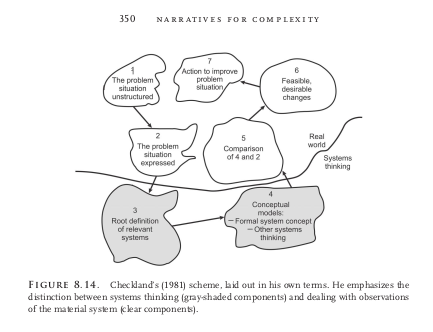 350 NARRATIVES FOR COMPLEXITY
1
The problem
situation
unstructured
7
Action to improve
problem
situation
6
Feasible,
desirable
changes
2
The problem
situation
expressed
5
Comparison
of 4 and 2
Real
world
Systems
thinking
3
Root definition
of relevant
systems
4
Conceptual
models:
— Formal system concept
— Other systems
thinking
FIGURE 8.14. Checkland's (1981) scheme, laid out in his own terms. He emphasizes the
distinction between systems thinking (gray-shaded components) and dealing with observations
of the material system (clear components).